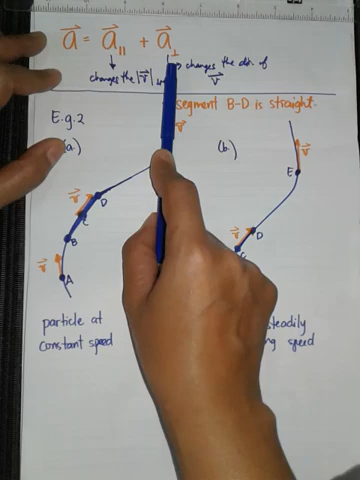 a⃗ = a⃗|| + a⃗⊥
changes the |v⃗|
changes the dir. of
v⃗
segment B-D is straight.
E.g.2
v⃗
(a)
(b)
v⃗
E
v⃗
D
v⃗
C
D
B
v⃗
C
A
particle at
steadily
constant speed
speed